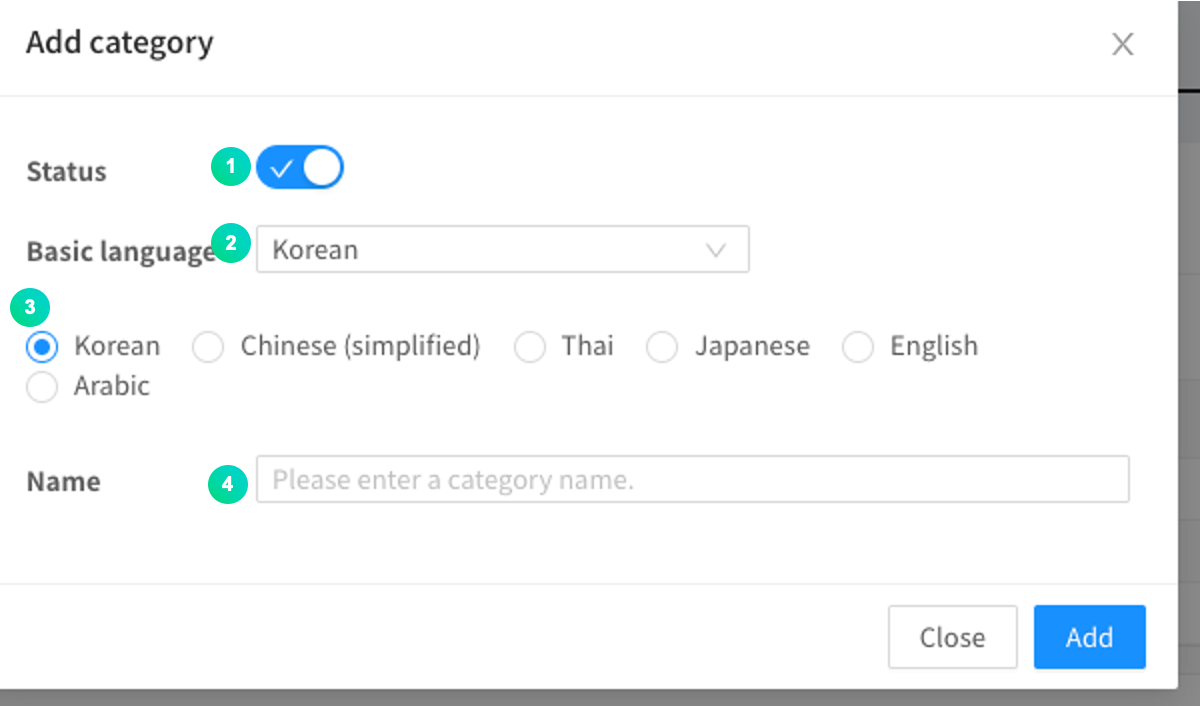 Add category
Status 1
Basic language 2 Korean
3
Korean Chinese (simplified) Thai Japanese English
Arabic
Name 4 Please enter a category name.
Close Add